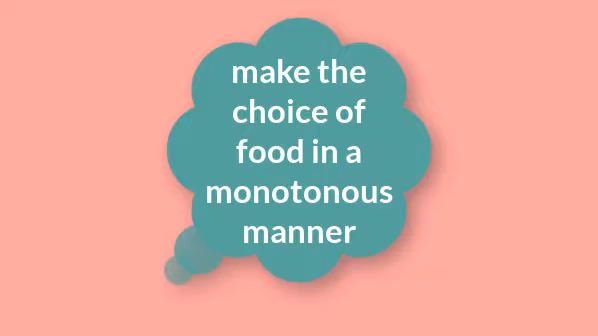 make the
choice of
food in a
monotonous
manner